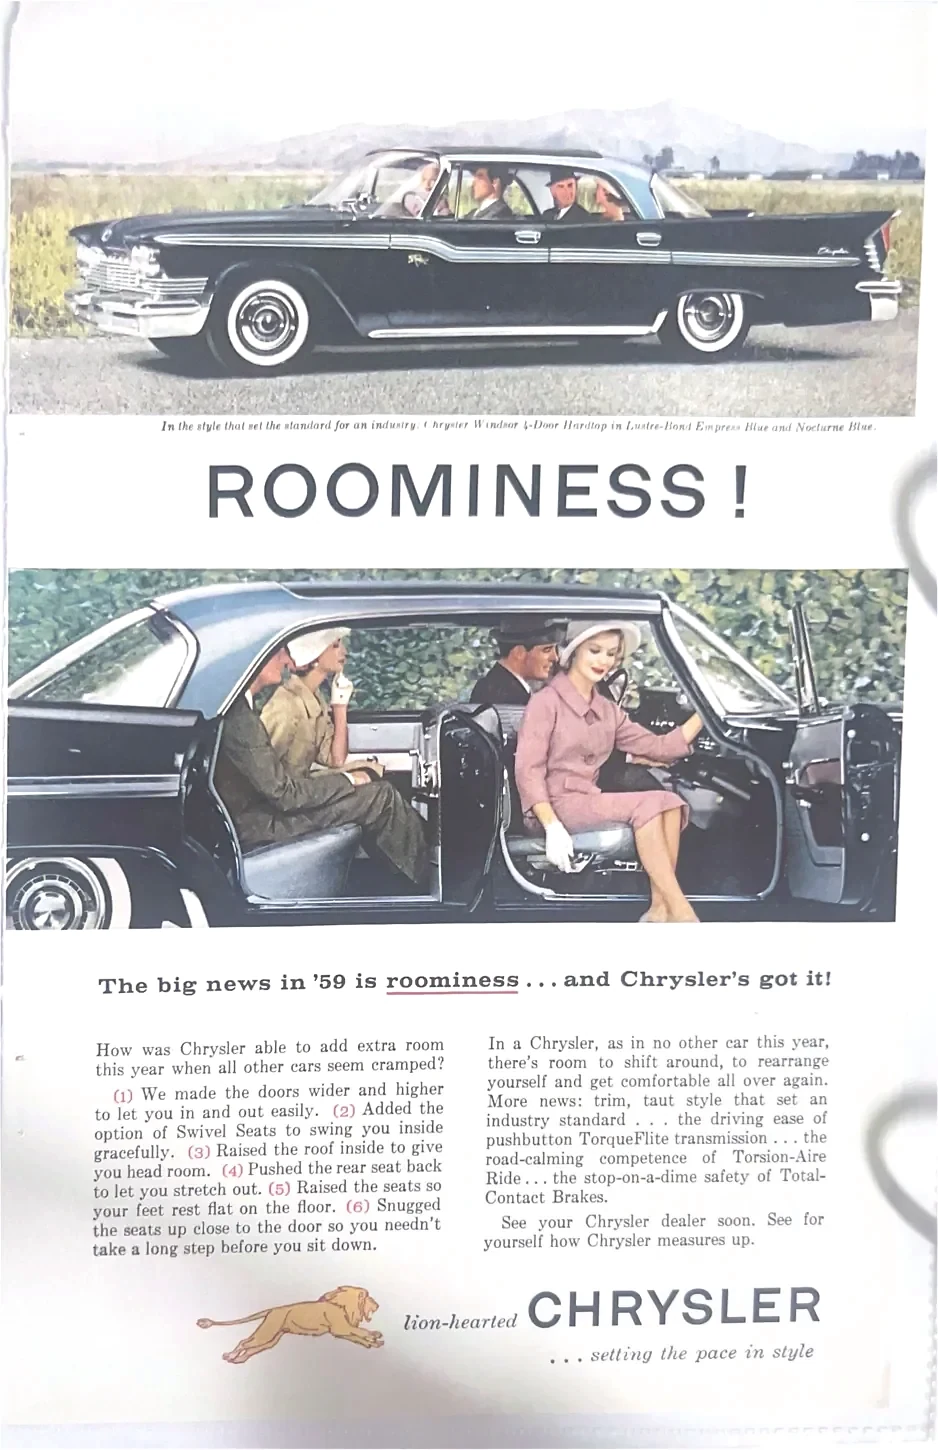 In the style that set the standard for an industry. Chrysler Windsor 4-Door Hardtop in Lustre-Bond Empress Blue and Nocturne Blue.
ROOMINESS!
The big news in '59 is roominess . . . and Chrysler's got it!
How was Chrysler able to add extra room
this year when all other cars seem cramped?
(1) We made the doors wider and higher
to let you in and out easily. (2) Added the
option of Swivel Seats to swing you inside
gracefully. (3) Raised the roof inside to give
you head room. (4) Pushed the rear seat back
to let you stretch out. (5) Raised the seats so
your feet rest flat on the floor. (6) Snugged
the seats up close to the door so you needn't
take a long step before you sit down.
In a Chrysler, as in no other car this year,
there's room to shift around, to rearrange
yourself and get comfortable all over again.
More news: trim, taut style that set an
industry standard . . . the driving ease of
pushbutton TorqueFlite transmission . . . the
road-calming competence of Torsion-Aire
Ride . . . the stop-on-a-dime safety of Total-
Contact Brakes.
See your Chrysler dealer soon. See for
yourself how Chrysler measures up.
lion-hearted CHRYSLER
. . . setting the pace in style